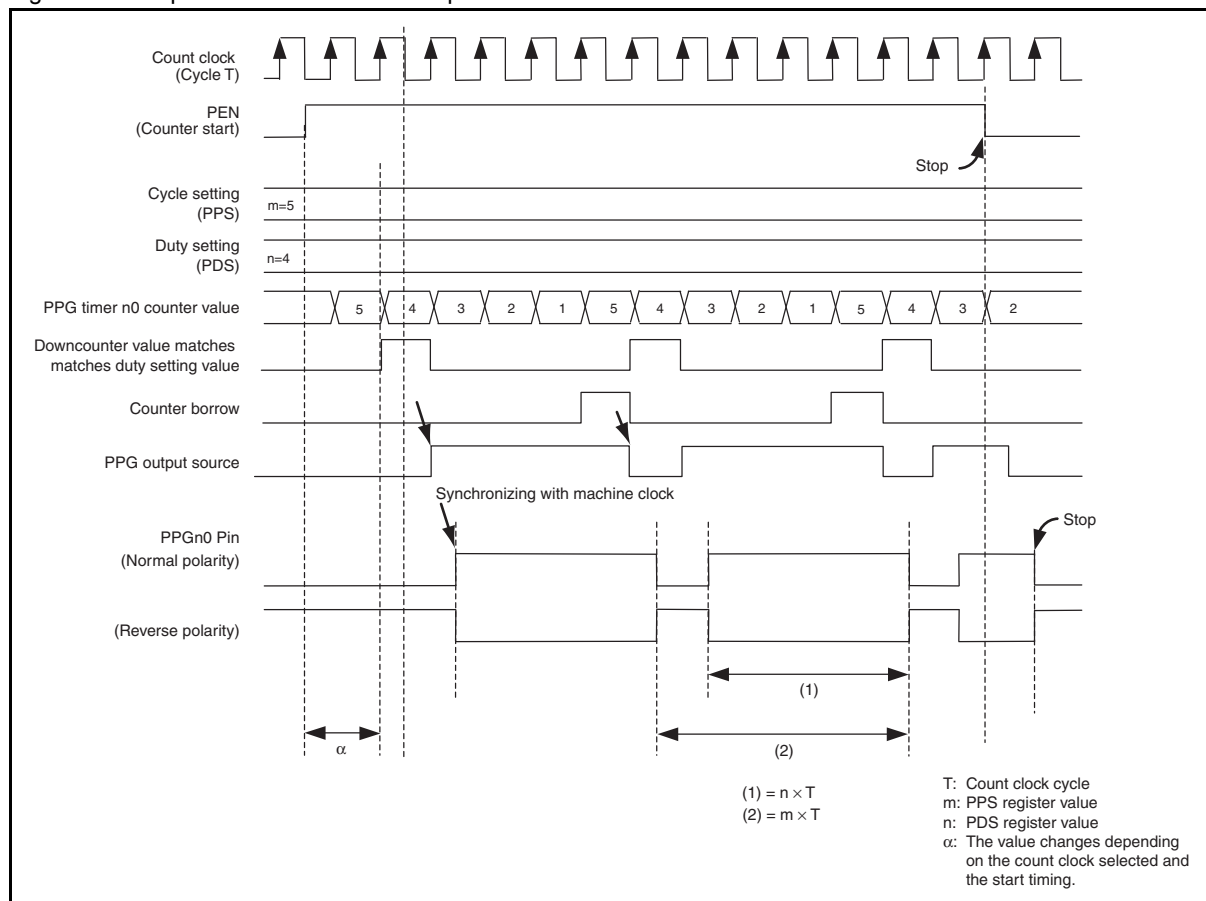 Count clock
(Cycle T)
PEN
(Counter start)
Stop
Cycle setting
(PPS)
m=5
Duty setting
(PDS)
n=4
PPG timer n0 counter value
5 4 3 2 1 5 4 3 2 1 5 4 3 2
Downcounter value matches
matches duty setting value
Counter borrow
PPG output source
Synchronizing with machine clock
PPGn0 Pin
(Normal polarity)
Stop
(Reverse polarity)
(1)
α
(2)
(1) = n × T
(2) = m × T
T: Count clock cycle
m: PPS register value
n: PDS register value
α: The value changes depending
on the count clock selected and
the start timing.